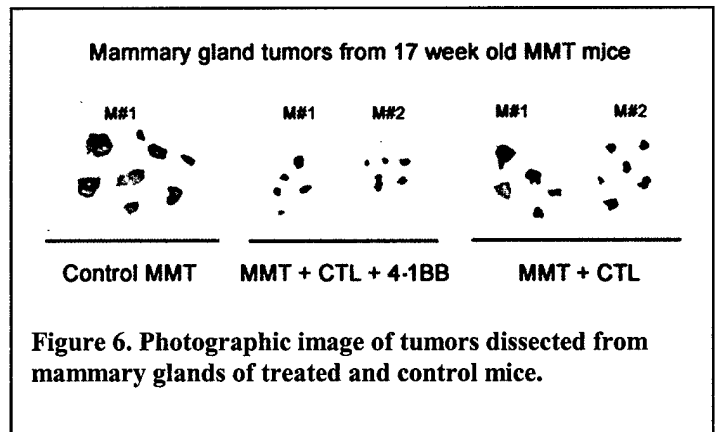 Mammary gland tumors from 17 week old MMT mice
M#1 M#1 M#2 M#1 M#2
Control MMT MMT + CTL + 4-1BB MMT + CTL
Figure 6. Photographic image of tumors dissected from
mammary glands of treated and control mice.